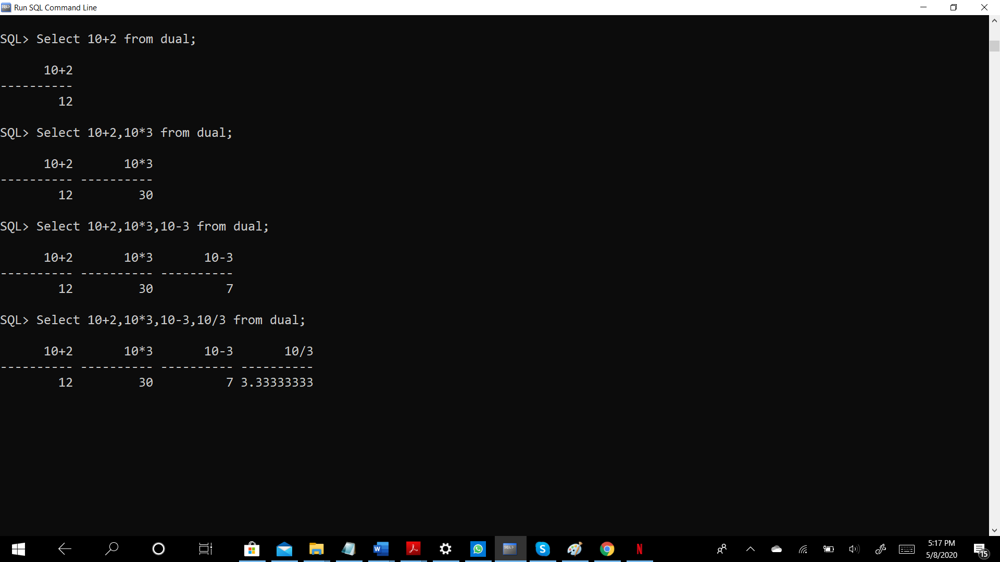 Run SQL Command Line
SQL> Select 10+2 from dual;
10+2
----------
12
SQL> Select 10+2,10*3 from dual;
10+2 10*3
---------- ----------
12 30
SQL> Select 10+2,10*3,10-3 from dual;
10+2 10*3 10-3
---------- ---------- ----------
12 30 7
SQL> Select 10+2,10*3,10-3,10/3 from dual;
10+2 10*3 10-3 10/3
---------- ---------- ---------- ----------
12 30 7 3.33333333
5:17 PM
5/8/2020
15